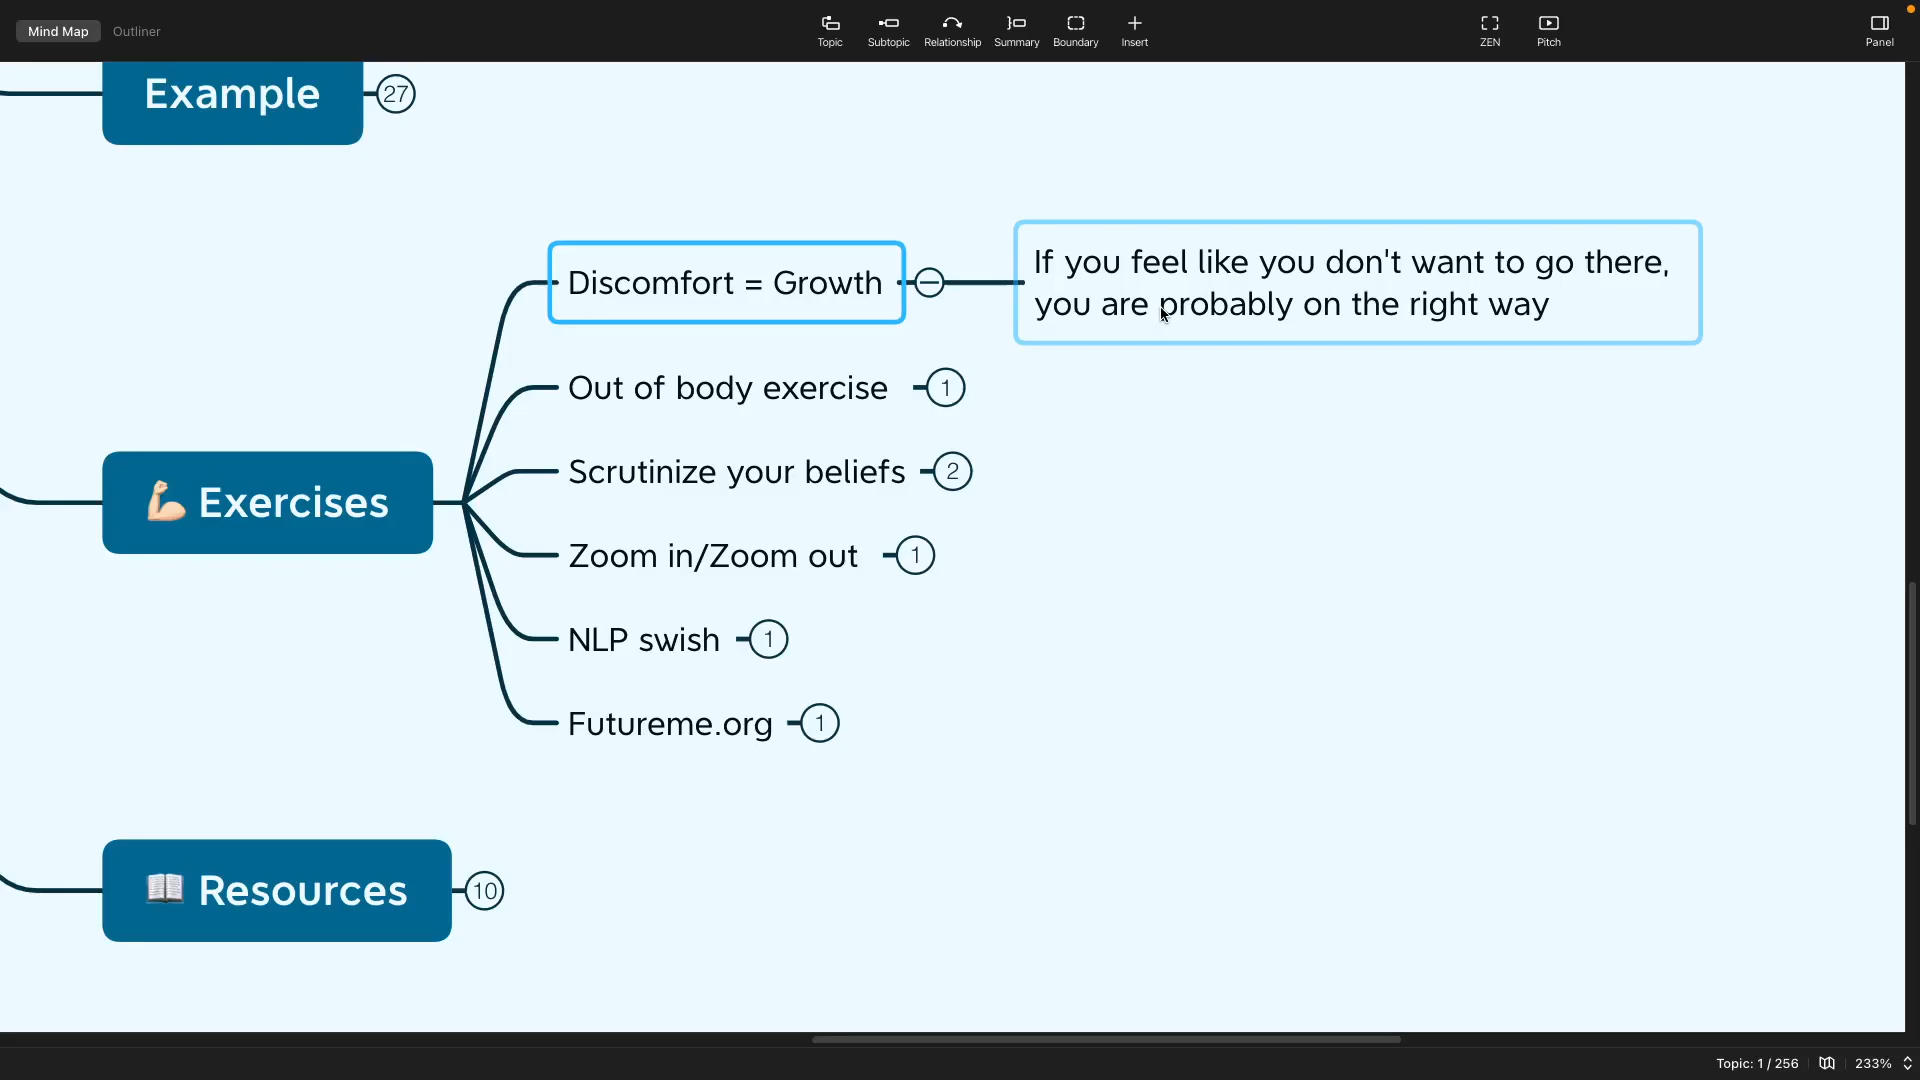 Mind Map
Outliner
Topic
Subtopic
Relationship
Summary
Boundary
Insert
ZEN
Pitch
Panel
Example
27
Discomfort = Growth
If you feel like you don't want to go there,
you are probably on the right way
Out of body exercise
1
Scrutinize your beliefs
2
Exercises
Zoom in/Zoom out
1
NLP swish
1
Futureme.org
1
Resources
10
Topic: 1 / 256
233%